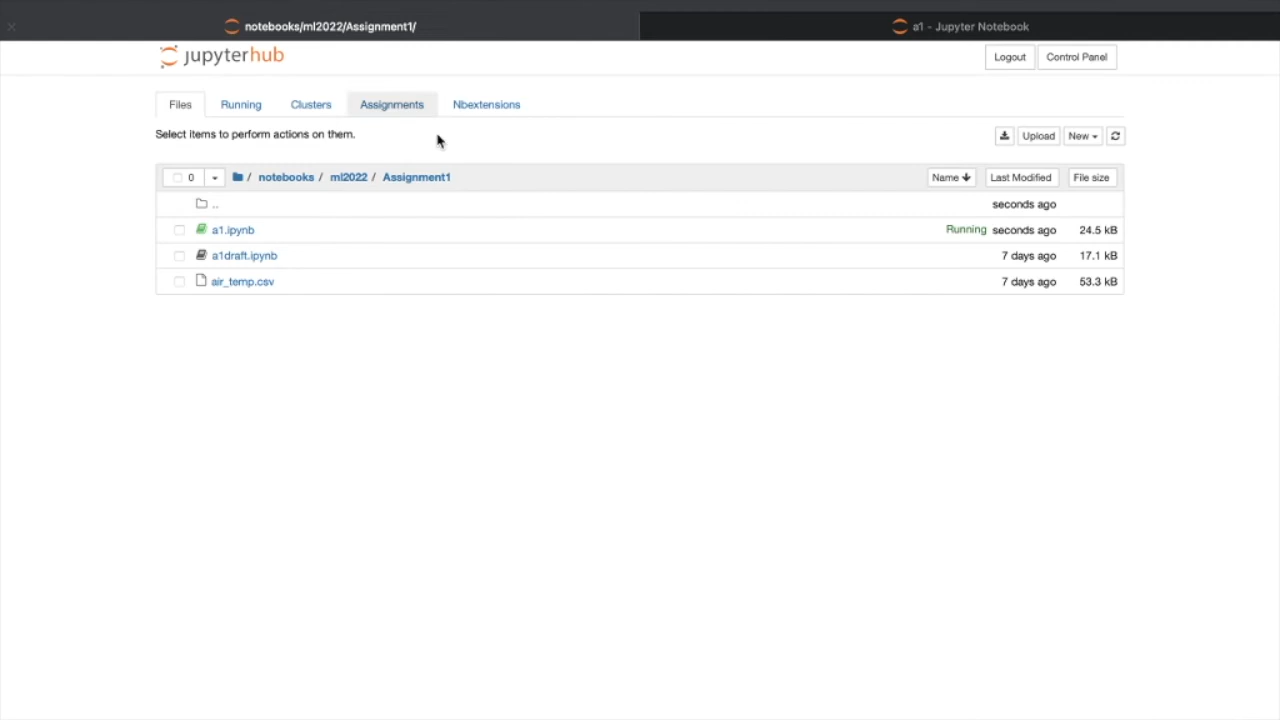 notebooks/ml2022/Assignment1/ a1 - Jupyter Notebook
jupyterhub Logout Control Panel
Files Running Clusters Assignments Nbextensions
Select items to perform actions on them. Upload New
0 / notebooks / ml2022 / Assignment1 Name Last Modified File size
.. seconds ago
a1.ipynb Running seconds ago 24.5 kB
a1draft.ipynb 7 days ago 17.1 kB
air_temp.csv 7 days ago 53.3 kB